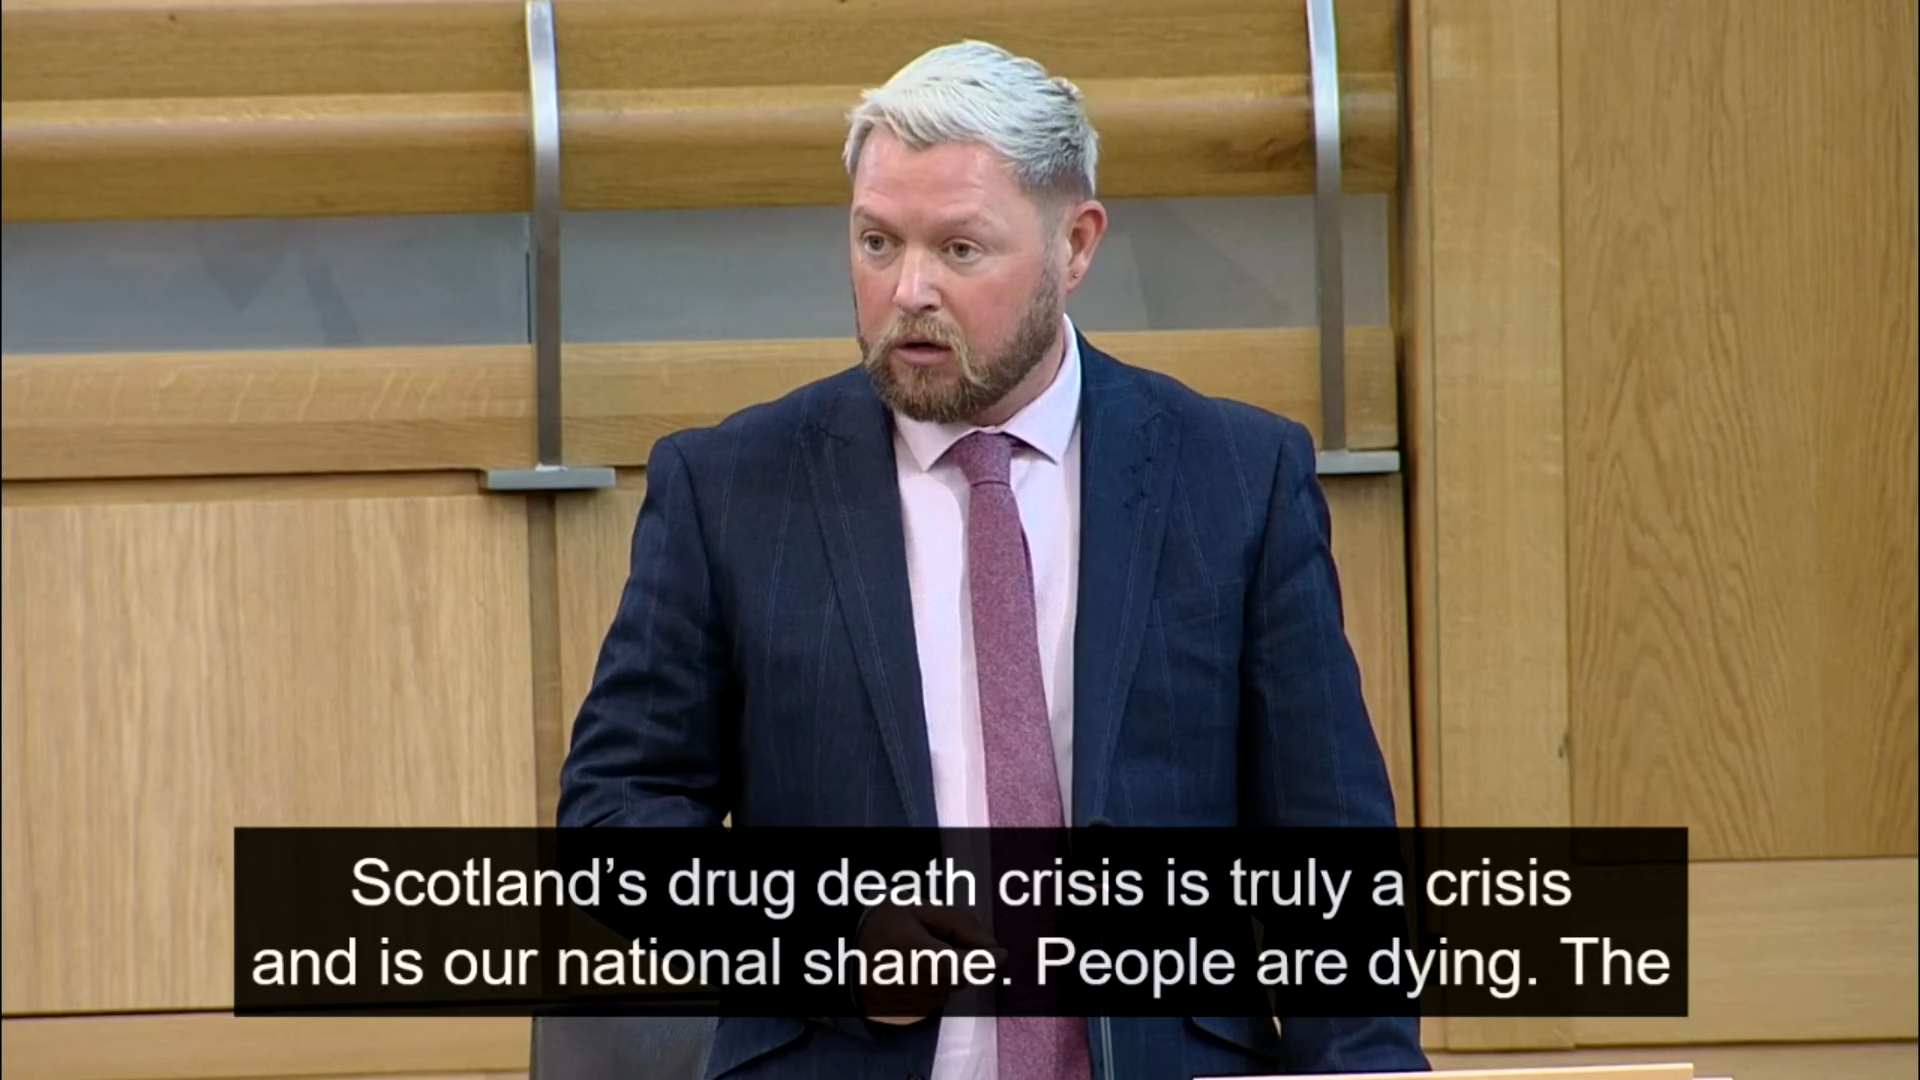 Scotland’s drug death crisis is truly a crisis
and is our national shame. People are dying. The